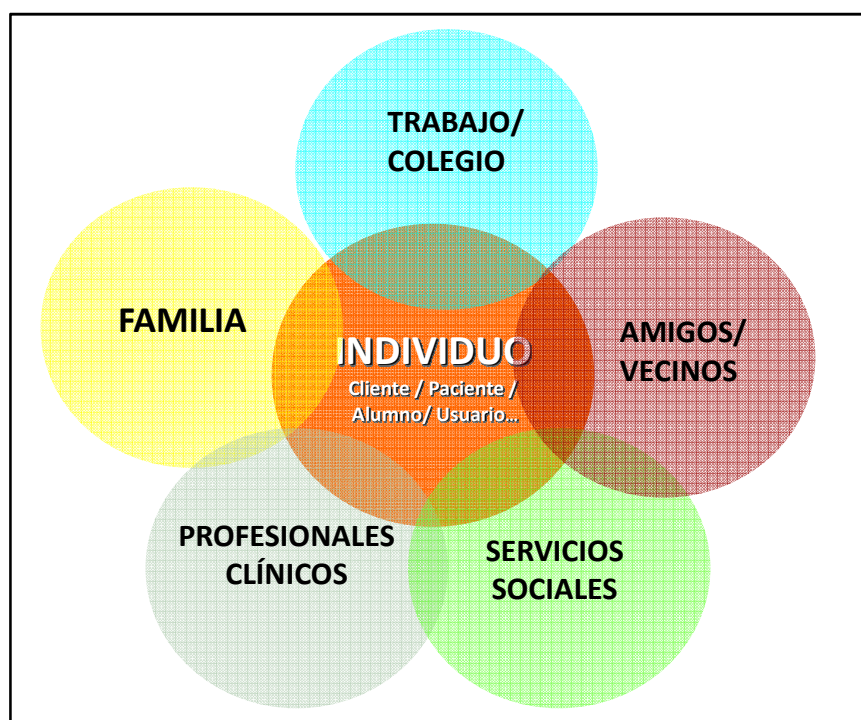 TRABAJO/
COLEGIO
FAMILIA
INDIVIDUO
Cliente / Paciente /
Alumno/ Usuario...
AMIGOS/
VECINOS
PROFESIONALES
CLÍNICOS
SERVICIOS
SOCIALES